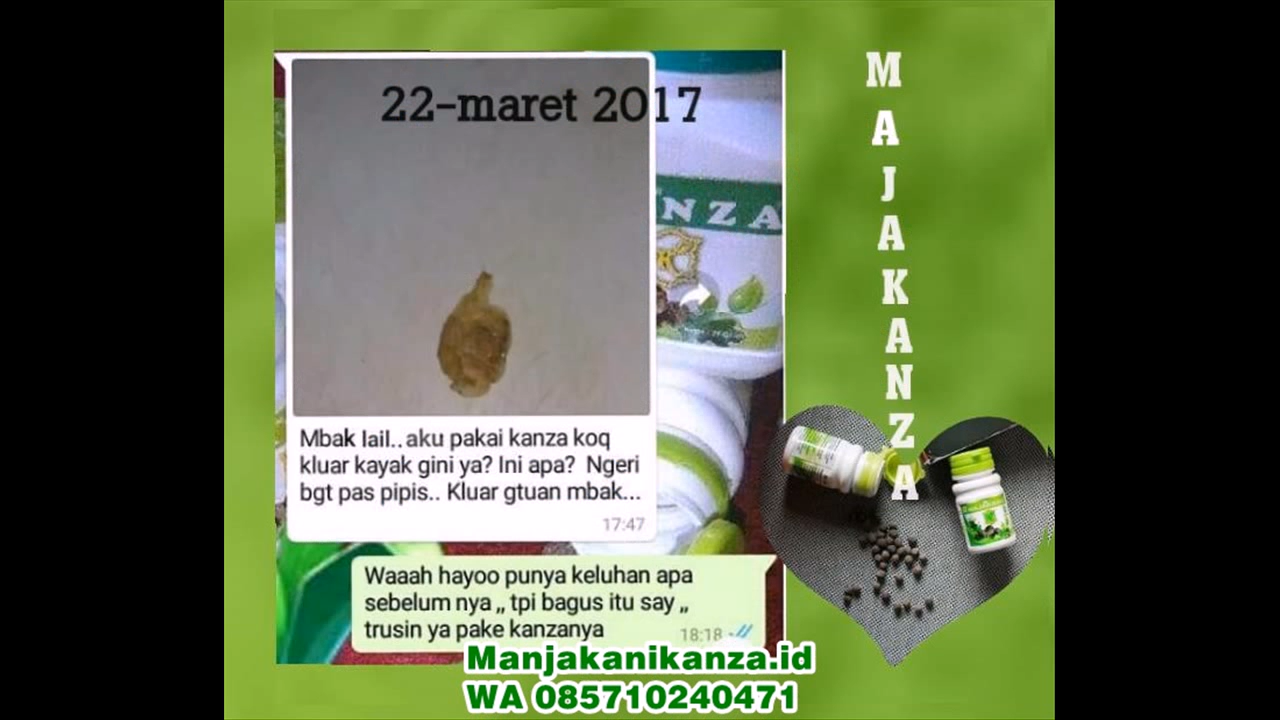 22-maret 2017
NZA
Mbak lail.. aku pakai kanza koq
kluar kayak gini ya? Ini apa? Ngeri
bgt pas pipis.. Kluar gtuan mbak...
17:47
Waaah hayoo punya keluhan apa
sebelum nya ,, tpi bagus itu say ,,
trusin ya pake kanzanya
18:18
MAJAKANZA
Manjakanikanza.id
WA 085710240471